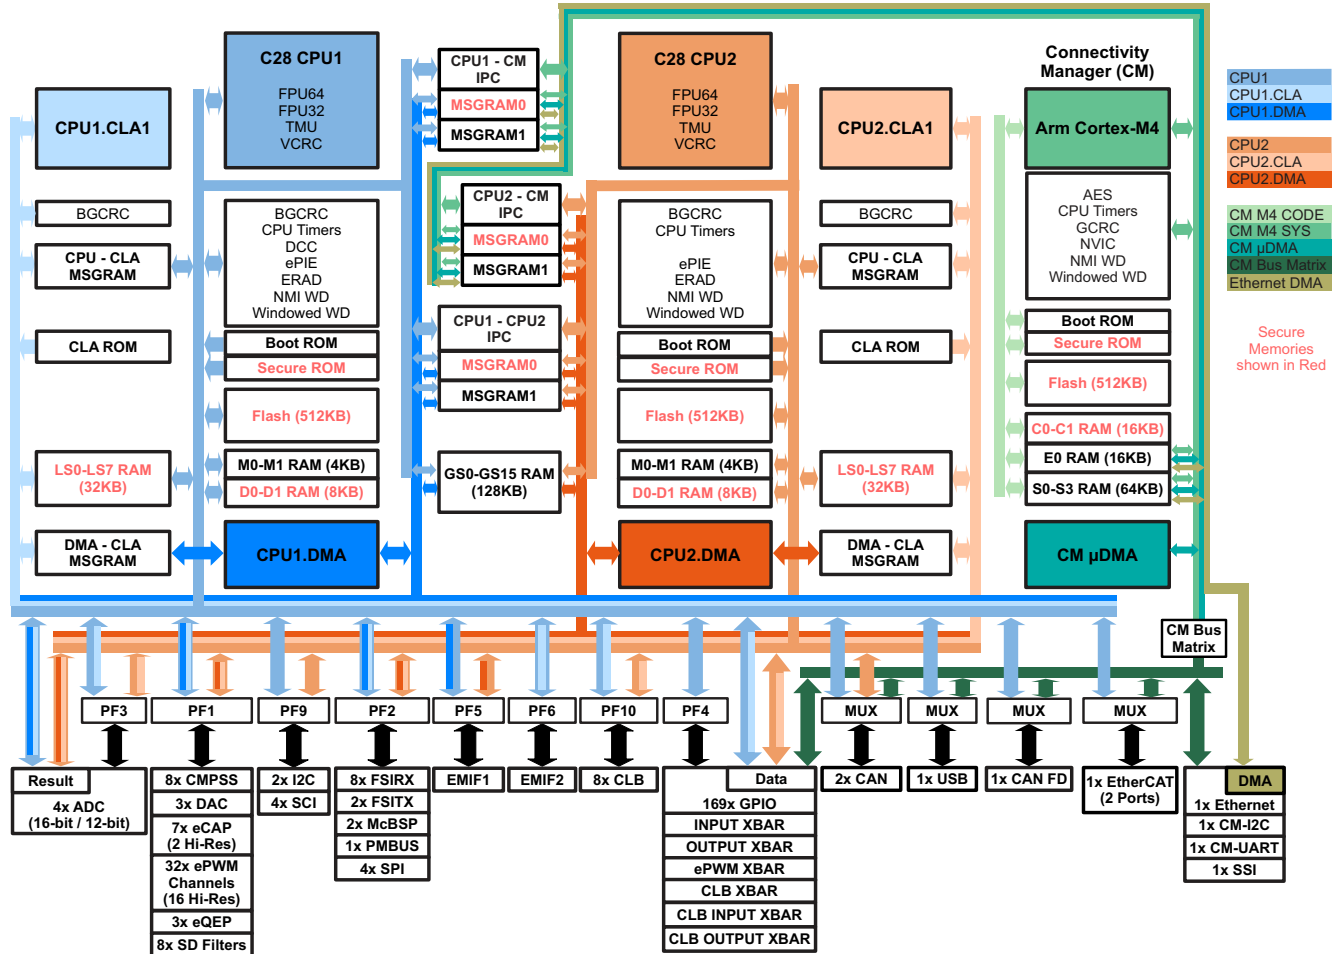 C28 CPU1
FPU64
FPU32
TMU
VCRC
CPU1.CLA1
BGCRC
CPU - CLA
MSGRAM
CLA ROM
LS0-LS7 RAM
(32KB)
DMA - CLA
MSGRAM
BGCRC
CPU Timers
DCC
ePIE
ERAD
NMI WD
Windowed WD
Boot ROM
Secure ROM
Flash (512KB)
M0-M1 RAM (4KB)
D0-D1 RAM (8KB)
CPU1.DMA
CPU1 - CM
IPC
MSGRAM0
MSGRAM1
CPU2 - CM
IPC
MSGRAM0
MSGRAM1
CPU1 - CPU2
IPC
MSGRAM0
MSGRAM1
GS0-GS15 RAM
(128KB)
C28 CPU2
FPU64
FPU32
TMU
VCRC
BGCRC
CPU Timers
ePIE
ERAD
NMI WD
Windowed WD
Boot ROM
Secure ROM
Flash (512KB)
M0-M1 RAM (4KB)
D0-D1 RAM (8KB)
CPU2.DMA
CPU2.CLA1
BGCRC
CPU - CLA
MSGRAM
CLA ROM
LS0-LS7 RAM
(32KB)
DMA - CLA
MSGRAM
Connectivity
Manager (CM)
Arm Cortex-M4
AES
CPU Timers
GCRC
NVIC
NMI WD
Windowed WD
Boot ROM
Secure ROM
Flash (512KB)
C0-C1 RAM (16KB)
E0 RAM (16KB)
S0-S3 RAM (64KB)
CM μDMA
CPU1
CPU1.CLA
CPU1.DMA
CPU2
CPU2.CLA
CPU2.DMA
CM M4 CODE
CM M4 SYS
CM μDMA
CM Bus Matrix
Ethernet DMA
Secure
Memories
shown in Red
CM Bus
Matrix
PF3
PF1
PF9
PF2
PF5
PF6
PF10
PF4
MUX
MUX
MUX
MUX
Result
4x ADC
(16-bit / 12-bit)
8x CMPSS
3x DAC
7x eCAP
(2 Hi-Res)
32x ePWM
Channels
(16 Hi-Res)
3x eQEP
8x SD Filters
2x I2C
4x SCI
8x FSIRX
2x FSITX
2x McBSP
1x PMBUS
4x SPI
EMIF1
EMIF2
8x CLB
Data
169x GPIO
INPUT XBAR
OUTPUT XBAR
ePWM XBAR
CLB XBAR
CLB INPUT XBAR
CLB OUTPUT XBAR
2x CAN
1x USB
1x CAN FD
1x EtherCAT
(2 Ports)
DMA
1x Ethernet
1x CM-I2C
1x CM-UART
1x SSI